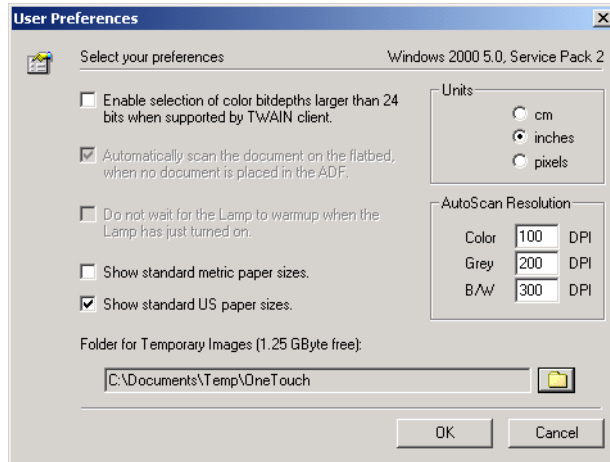 User Preferences
Select your preferences
Windows 2000 5.0, Service Pack 2
Enable selection of color bitdepths larger than 24
bits when supported by TWAIN client.
Automatically scan the document on the flatbed,
when no document is placed in the ADF.
Do not wait for the Lamp to warmup when the
Lamp has just turned on.
Show standard metric paper sizes.
Show standard US paper sizes.
Units
cm
inches
pixels
AutoScan Resolution
Color 100 DPI
Grey 200 DPI
B/W 300 DPI
Folder for Temporary Images (1.25 GByte free):
C:\Documents\Temp\OneTouch
OK
Cancel